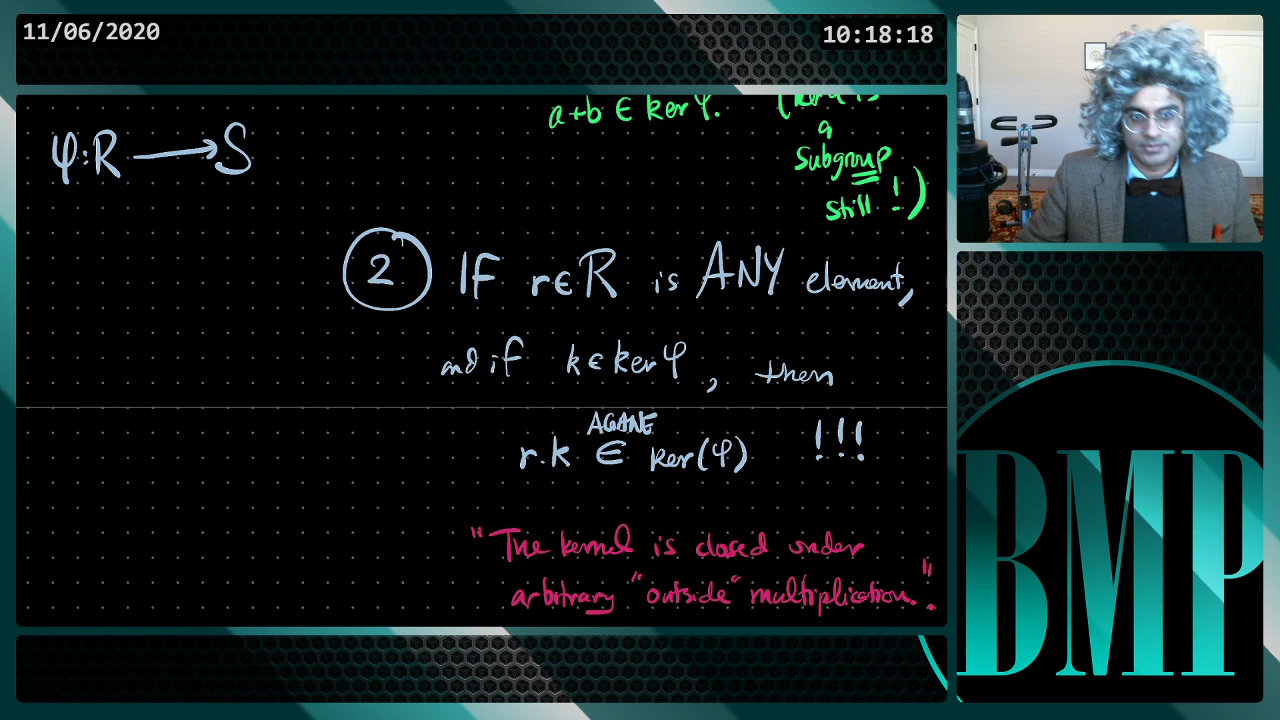 11/06/2020
10:18:18
a+b ∈ ker φ.
a
subgroup
still!)
φ: R ⟶ S
② IF r∈R is ANY element,
and if k ∈ ker φ, then
AGANE
r.k ∈ ker(φ) !!!
"The kernel is closed under
arbitrary "outside" multiplication."
BMP